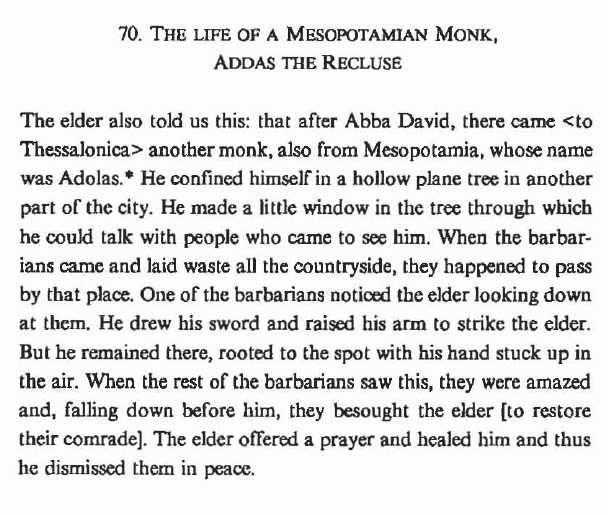 70. THE LIFE OF A MESOPOTAMIAN MONK,
ADDAS THE RECLUSE
The elder also told us this: that after Abba David, there came <to
Thessalonica> another monk, also from Mesopotamia, whose name
was Adolas.* He confined himself in a hollow plane tree in another
part of the city. He made a little window in the tree through which
he could talk with people who came to see him. When the barbar-
ians came and laid waste all the countryside, they happened to pass
by that place. One of the barbarians noticed the elder looking down
at them. He drew his sword and raised his arm to strike the elder.
But he remained there, rooted to the spot with his hand stuck up in
the air. When the rest of the barbarians saw this, they were amazed
and, falling down before him, they besought the elder [to restore
their comrade]. The elder offered a prayer and healed him and thus
he dismissed them in peace.